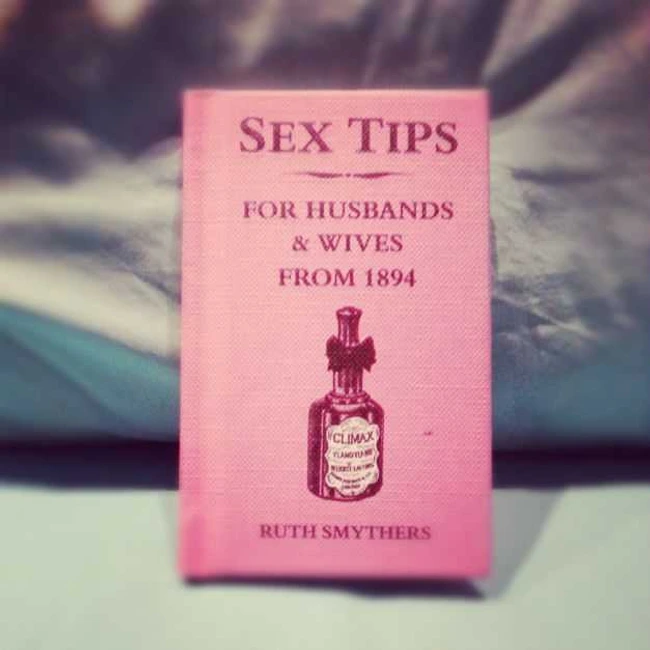 SEX TIPS
FOR HUSBANDS
& WIVES
FROM 1894
CLIMAX
RUTH SMYTHERS